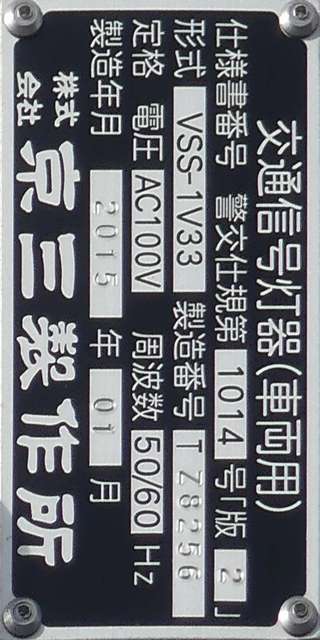 交通信号灯器(車両用)
仕様書番号 警交仕規第 1014 号「版 2」
形式 VSS-1V33 製造番号 TZ8256
定格 電圧 AC100V 周波数 50/60 Hz
製造年月 2015 年 01 月
株式会社 京三製作所